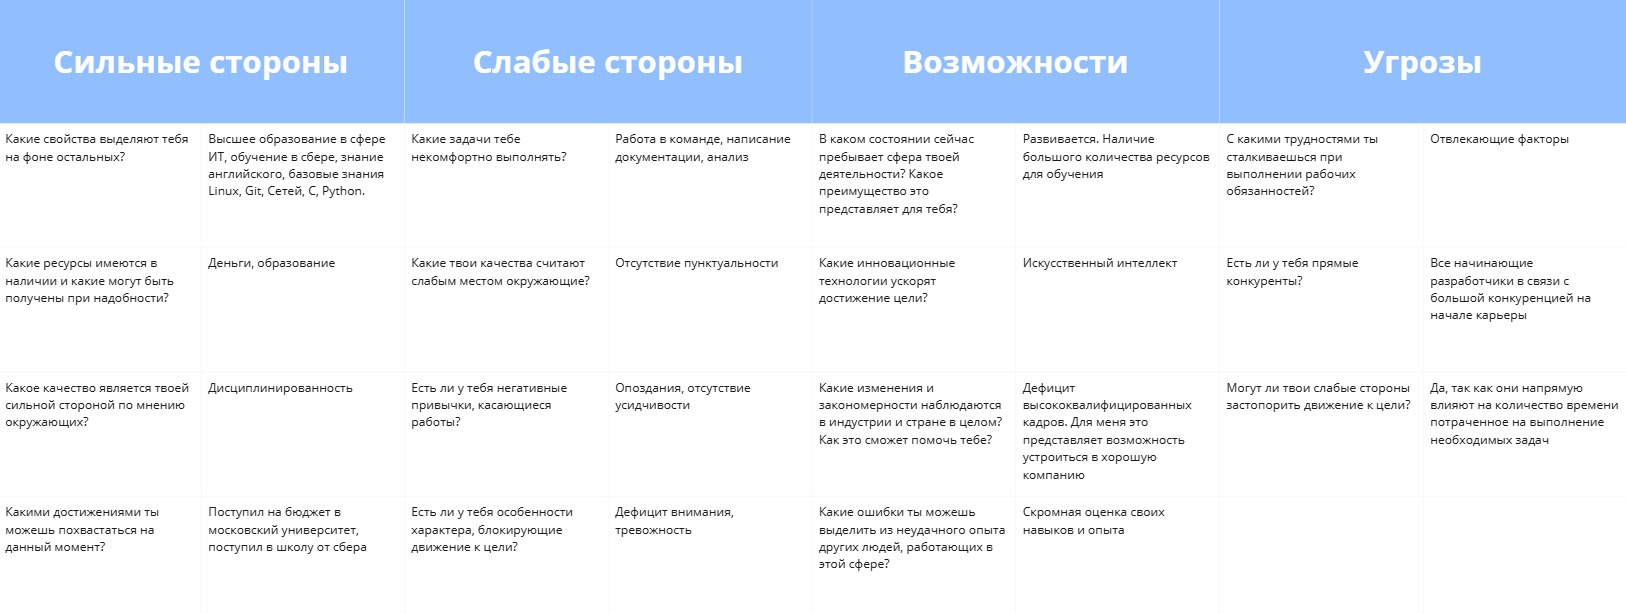 Сильные стороны
Слабые стороны
Возможности
Угрозы
Какие свойства выделяют тебя
на фоне остальных?
Высшее образование в сфере
ИТ, обучение в сбере, знание
английского, базовые знания
Linux, Git, Сетей, C, Python.
Какие задачи тебе
некомфортно выполнять?
Работа в команде, написание
документации, анализ
В каком состоянии сейчас
пребывает сфера твоей
деятельности? Какое
преимущество это
представляет для тебя?
Развивается. Наличие
большого количества ресурсов
для обучения
С какими трудностями ты
сталкиваешься при
выполнении рабочих
обязанностей?
Отвлекающие факторы
Какие ресурсы имеются в
наличии и какие могут быть
получены при надобности?
Деньги, образование
Какие твои качества считают
слабым местом окружающие?
Отсутствие пунктуальности
Какие инновационные
технологии ускорят
достижение цели?
Искусственный интеллект
Есть ли у тебя прямые
конкуренты?
Все начинающие
разработчики в связи с
большой конкуренцией на
начале карьеры
Какое качество является твоей
сильной стороной по мнению
окружающих?
Дисциплинированность
Есть ли у тебя негативные
привычки, касающиеся
работы?
Опоздания, отсутствие
усидчивости
Какие изменения и
закономерности наблюдаются
в индустрии и стране в целом?
Как это сможет помочь тебе?
Дефицит
высококвалифицированных
кадров. Для меня это
представляет возможность
устроиться в хорошую
компанию
Могут ли твои слабые стороны
застопорить движение к цели?
Да, так как они напрямую
влияют на количество времени
потраченное на выполнение
необходимых задач
Какими достижениями ты
можешь похвастаться на
данный момент?
Поступил на бюджет в
московский университет,
поступил в школу от сбера
Есть ли у тебя особенности
характера, блокирующие
движение к цели?
Дефицит внимания,
тревожность
Какие ошибки ты можешь
выделить из неудачного опыта
других людей, работающих в
этой сфере?
Скромная оценка своих
навыков и опыта